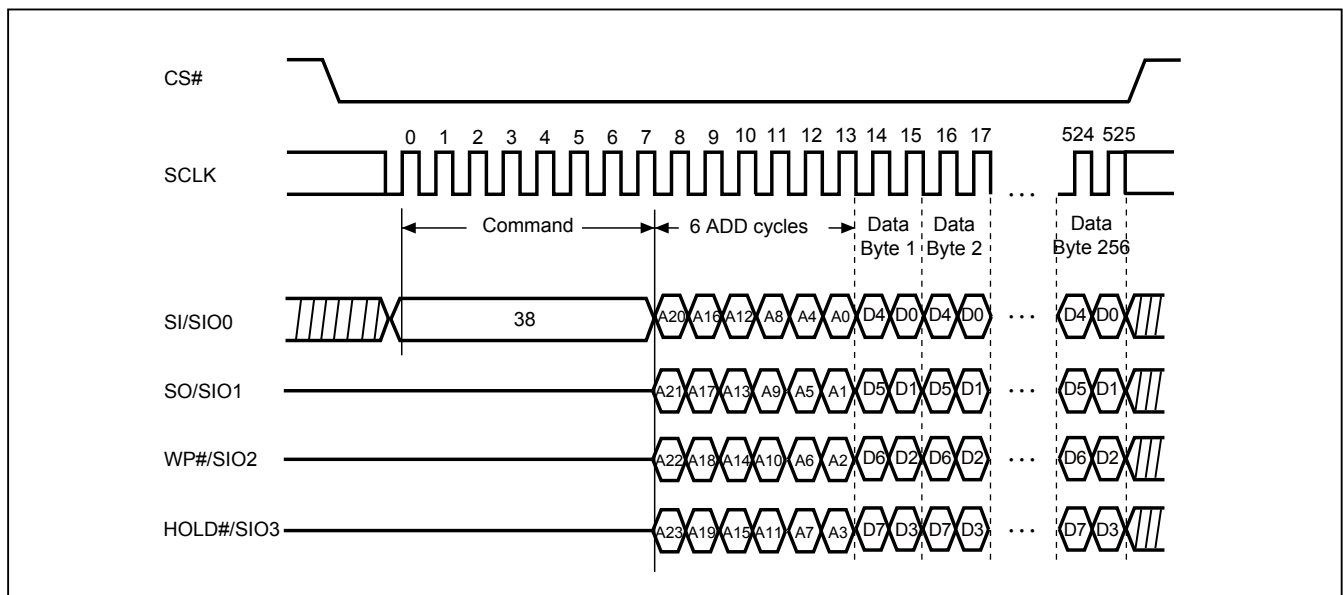 CS#
0 1 2 3 4 5 6 7 8 9 10 11 12 13 14 15 16 17 524 525
SCLK
...
Command 6 ADD cycles Data Data Data
Byte 1 Byte 2 Byte 256
SI/SIO0 38 A20 A16 A12 A8 A4 A0 D4 D0 D4 D0 ... D4 D0
SO/SIO1 A21 A17 A13 A9 A5 A1 D5 D1 D5 D1 ... D5 D1
WP#/SIO2 A22 A18 A14 A10 A6 A2 D6 D2 D6 D2 ... D6 D2
HOLD#/SIO3 A23 A19 A15 A11 A7 A3 D7 D3 D7 D3 ... D7 D3